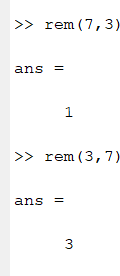 >> rem(7,3)
ans =
1
>> rem(3,7)
ans =
3